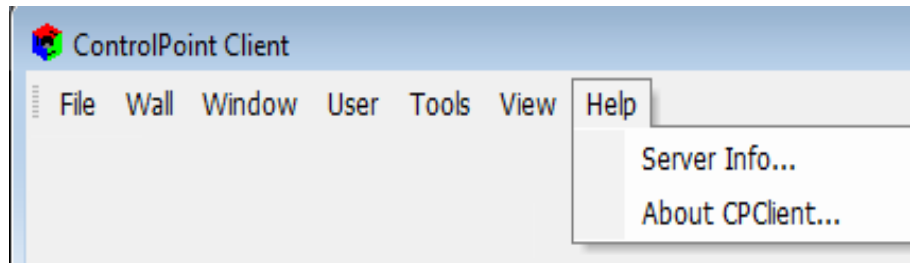 ControlPoint Client
File Wall Window User Tools View Help
Server Info...
About CPClient...